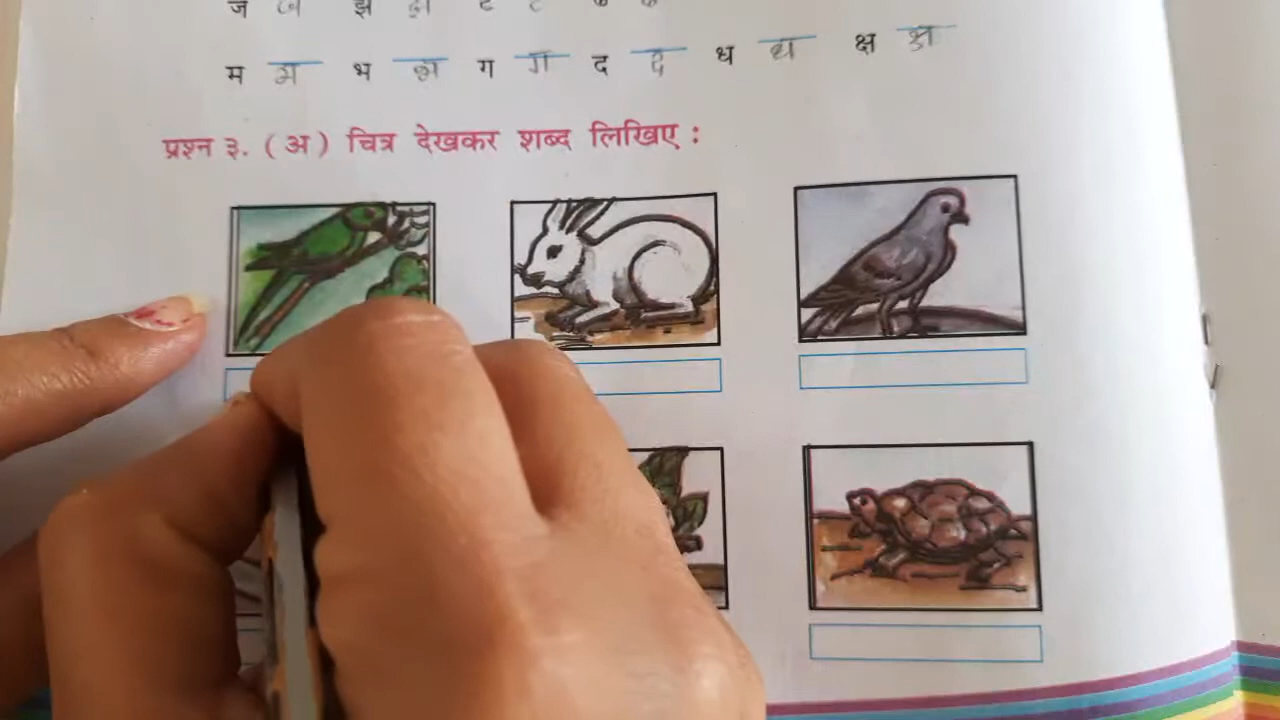 ज ज झ झ ट ट
म म भ भ ग ग द द ध ध क्ष क्ष
प्रश्न ३. (अ) चित्र देखकर शब्द लिखिए :